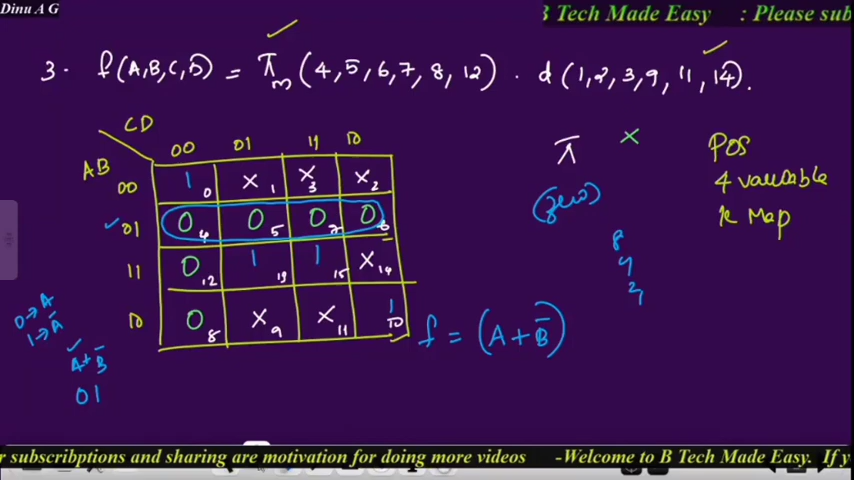 Dinu A G
B Tech Made Easy : Please sub
3. f(A,B,C,D) = π m (4,5,6,7,8,12) . d(1,2,3,9,11,14).
CD
00 01 11 10
AB
00 1 0 X 1 X 3 X 2
01 0 4 0 5 0 7 0 6
11 0 12 1 13 1 15 X 14
10 0 8 X 9 X 11 1 10
π X
(zero)
POS
4 variable
K Map
8
4
2
0→A
1→A̅
A+B̅
01
f = (A+B̅)
r subscribptions and sharing are motivation for doing more videos -Welcome to B Tech Made Easy. If y